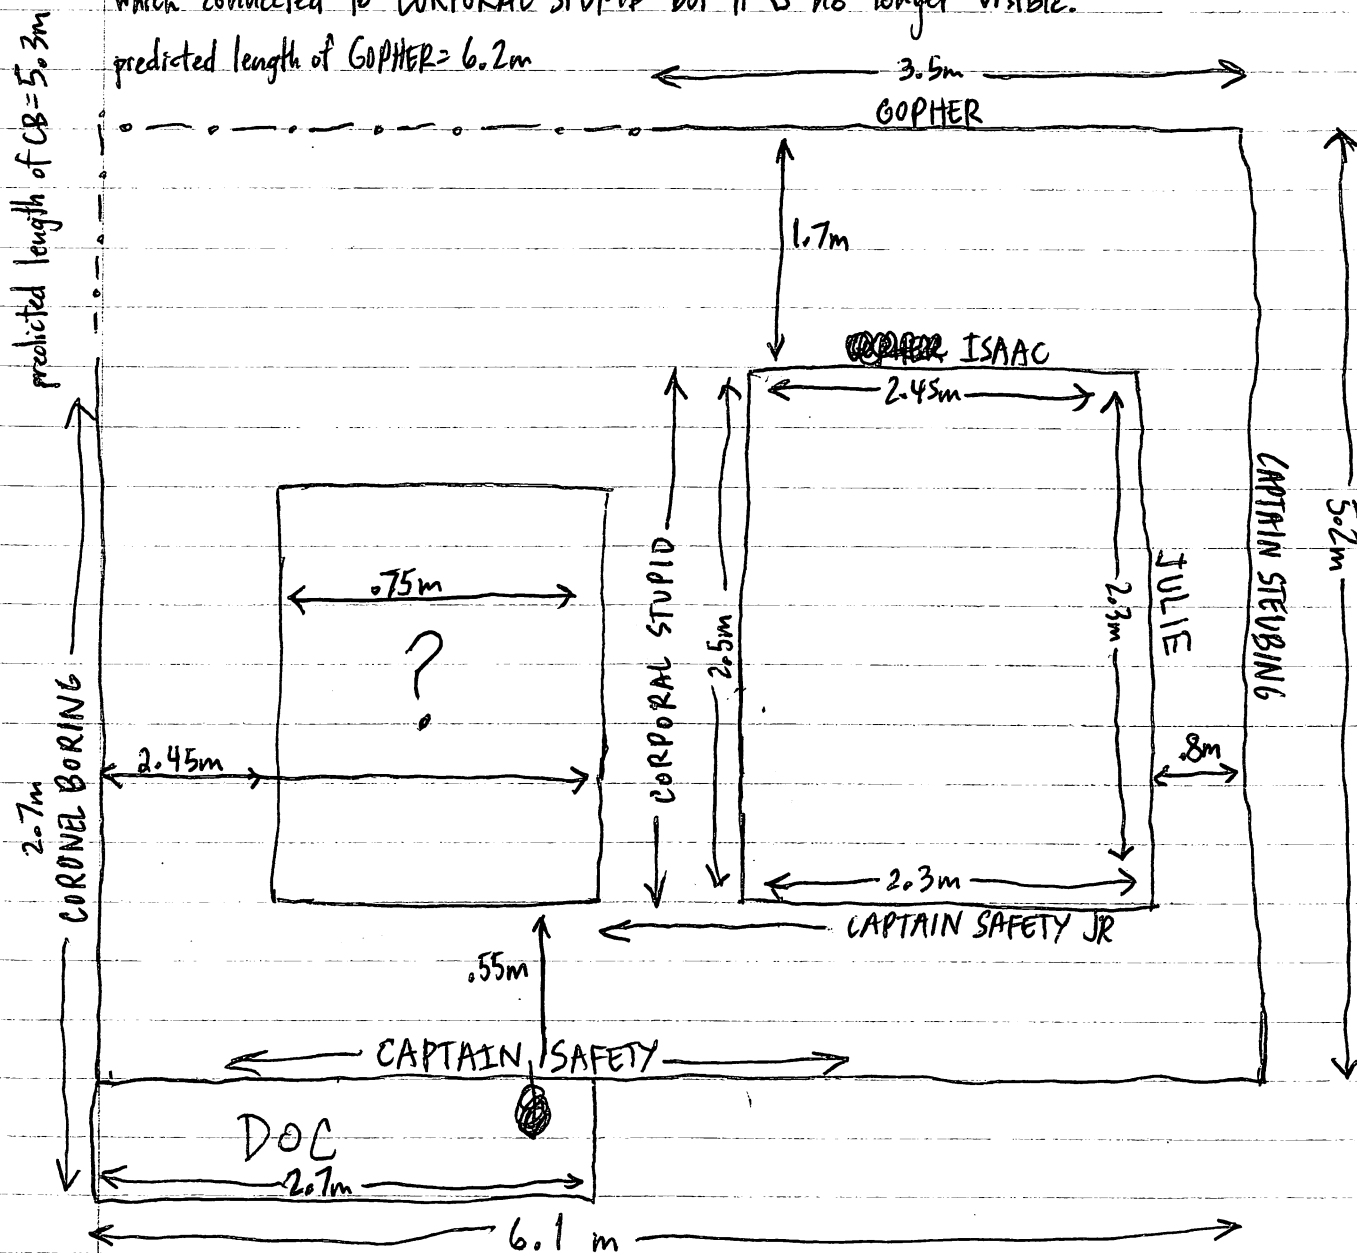 which connected to CORPORAL STUPID but it is no longer visible.
predicted length of GOPHER= 6.2m
predicted length of CB=5.3m
3.5m
GOPHER
1.7m
ISAAC
2.45m
.75m
?
CORPORAL STUPID
2.5m
2.3m
JULIE
CAPTAIN STEUBING
5.2m
2.45m
.8m
2.7m
CORONEL BORING
2.3m
CAPTAIN SAFETY JR
.55m
CAPTAIN SAFETY
DOC
2.7m
6.1 m